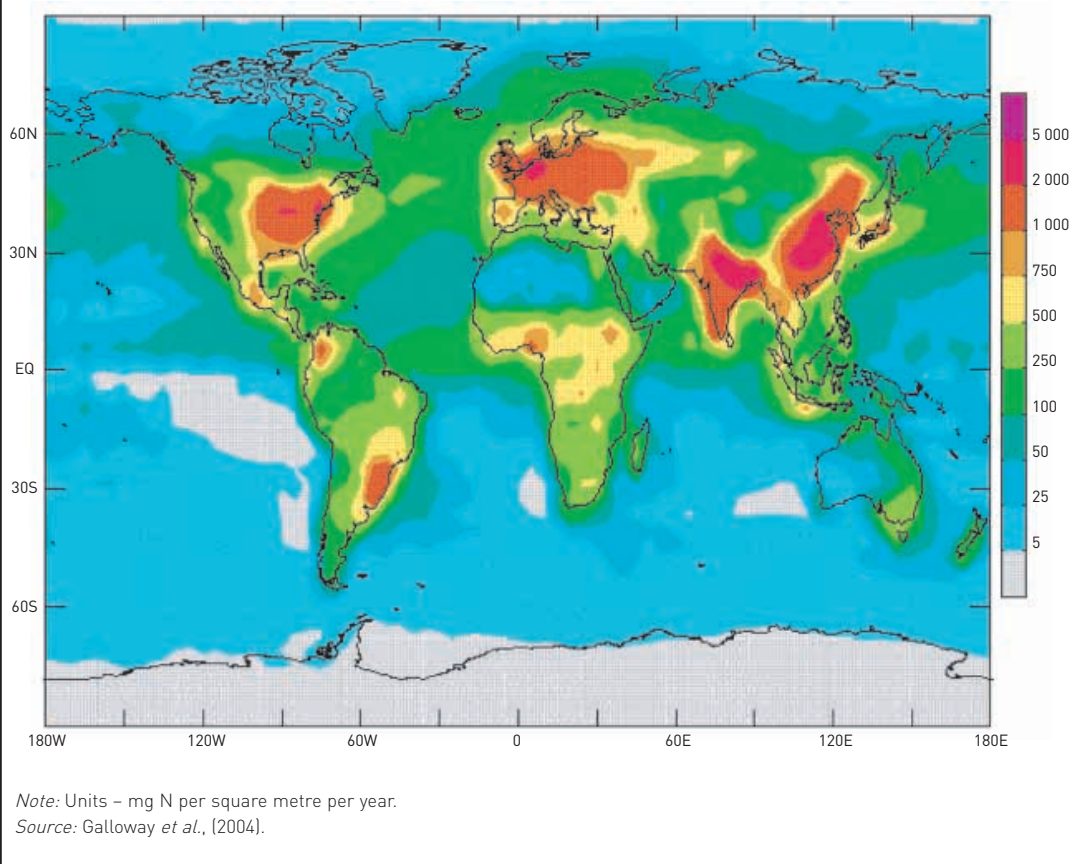 60N
30N
EQ
30S
60S
180W 120W 60W 0 60E 120E 180E
5 000
2 000
1 000
750
500
250
100
50
25
5
Note: Units – mg N per square metre per year.
Source: Galloway et al., (2004).